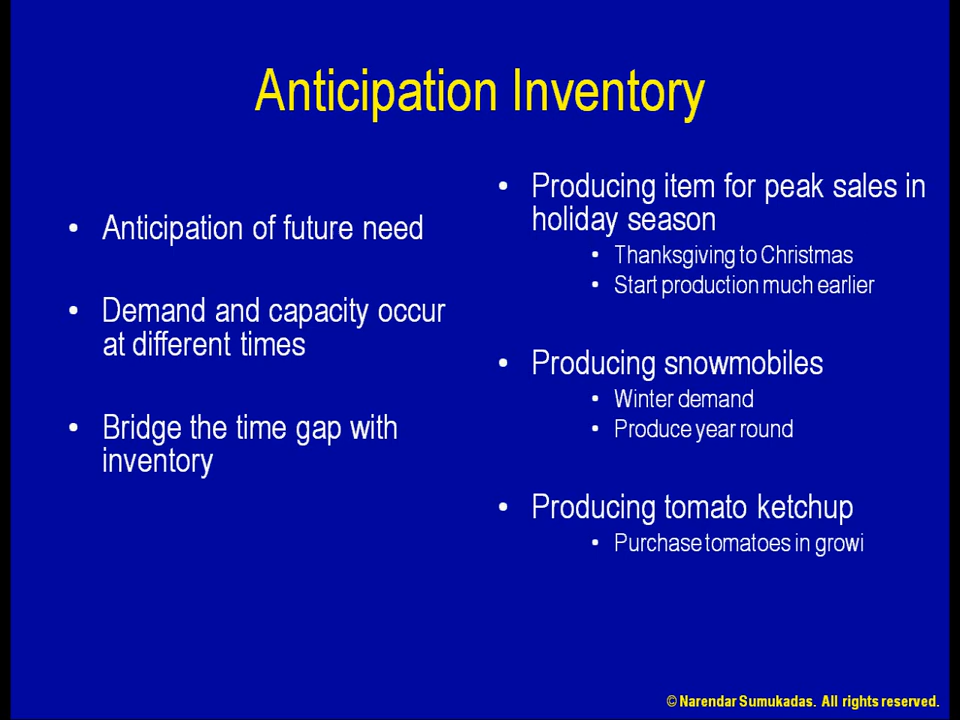 Anticipation Inventory
• Anticipation of future need
• Demand and capacity occur
at different times
• Bridge the time gap with
inventory
• Producing item for peak sales in
holiday season
• Thanksgiving to Christmas
• Start production much earlier
• Producing snowmobiles
• Winter demand
• Produce year round
• Producing tomato ketchup
• Purchase tomatoes in growi
© Narendar Sumukadas. All rights reserved.